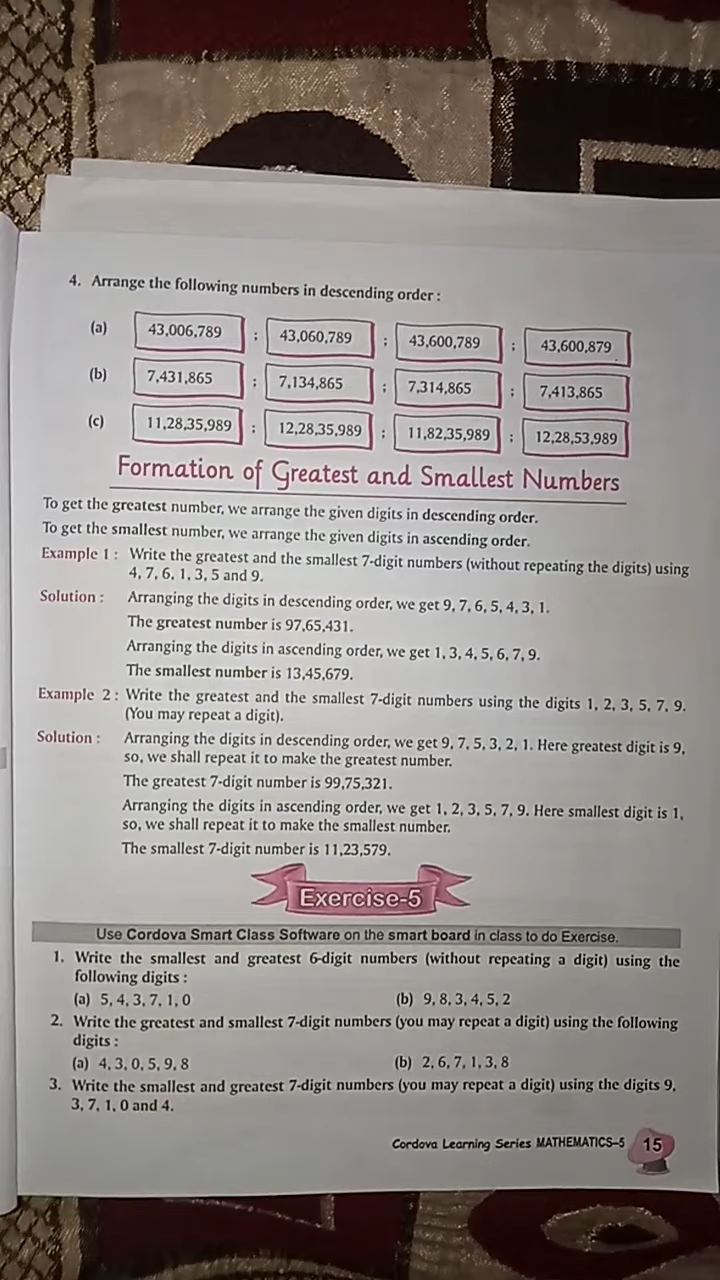 4. Arrange the following numbers in descending order :
(a) 43,006,789 ; 43,060,789 ; 43,600,789 ; 43,600,879
(b) 7,431,865 ; 7,134,865 ; 7,314,865 ; 7,413,865
(c) 11,28,35,989 ; 12,28,35,989 ; 11,82,35,989 ; 12,28,53,989
Formation of Greatest and Smallest Numbers
To get the greatest number, we arrange the given digits in descending order.
To get the smallest number, we arrange the given digits in ascending order.
Example 1 : Write the greatest and the smallest 7-digit numbers (without repeating the digits) using
4, 7, 6, 1, 3, 5 and 9.
Solution : Arranging the digits in descending order, we get 9, 7, 6, 5, 4, 3, 1.
The greatest number is 97,65,431.
Arranging the digits in ascending order, we get 1, 3, 4, 5, 6, 7, 9.
The smallest number is 13,45,679.
Example 2 : Write the greatest and the smallest 7-digit numbers using the digits 1, 2, 3, 5, 7, 9.
(You may repeat a digit).
Solution : Arranging the digits in descending order, we get 9, 7, 5, 3, 2, 1. Here greatest digit is 9,
so, we shall repeat it to make the greatest number.
The greatest 7-digit number is 99,75,321.
Arranging the digits in ascending order, we get 1, 2, 3, 5, 7, 9. Here smallest digit is 1,
so, we shall repeat it to make the smallest number.
The smallest 7-digit number is 11,23,579.
Exercise-5
Use Cordova Smart Class Software on the smart board in class to do Exercise.
1. Write the smallest and greatest 6-digit numbers (without repeating a digit) using the
following digits :
(a) 5, 4, 3, 7, 1, 0 (b) 9, 8, 3, 4, 5, 2
2. Write the greatest and smallest 7-digit numbers (you may repeat a digit) using the following
digits :
(a) 4, 3, 0, 5, 9, 8 (b) 2, 6, 7, 1, 3, 8
3. Write the smallest and greatest 7-digit numbers (you may repeat a digit) using the digits 9,
3, 7, 1, 0 and 4.
Cordova Learning Series MATHEMATICS–5 15